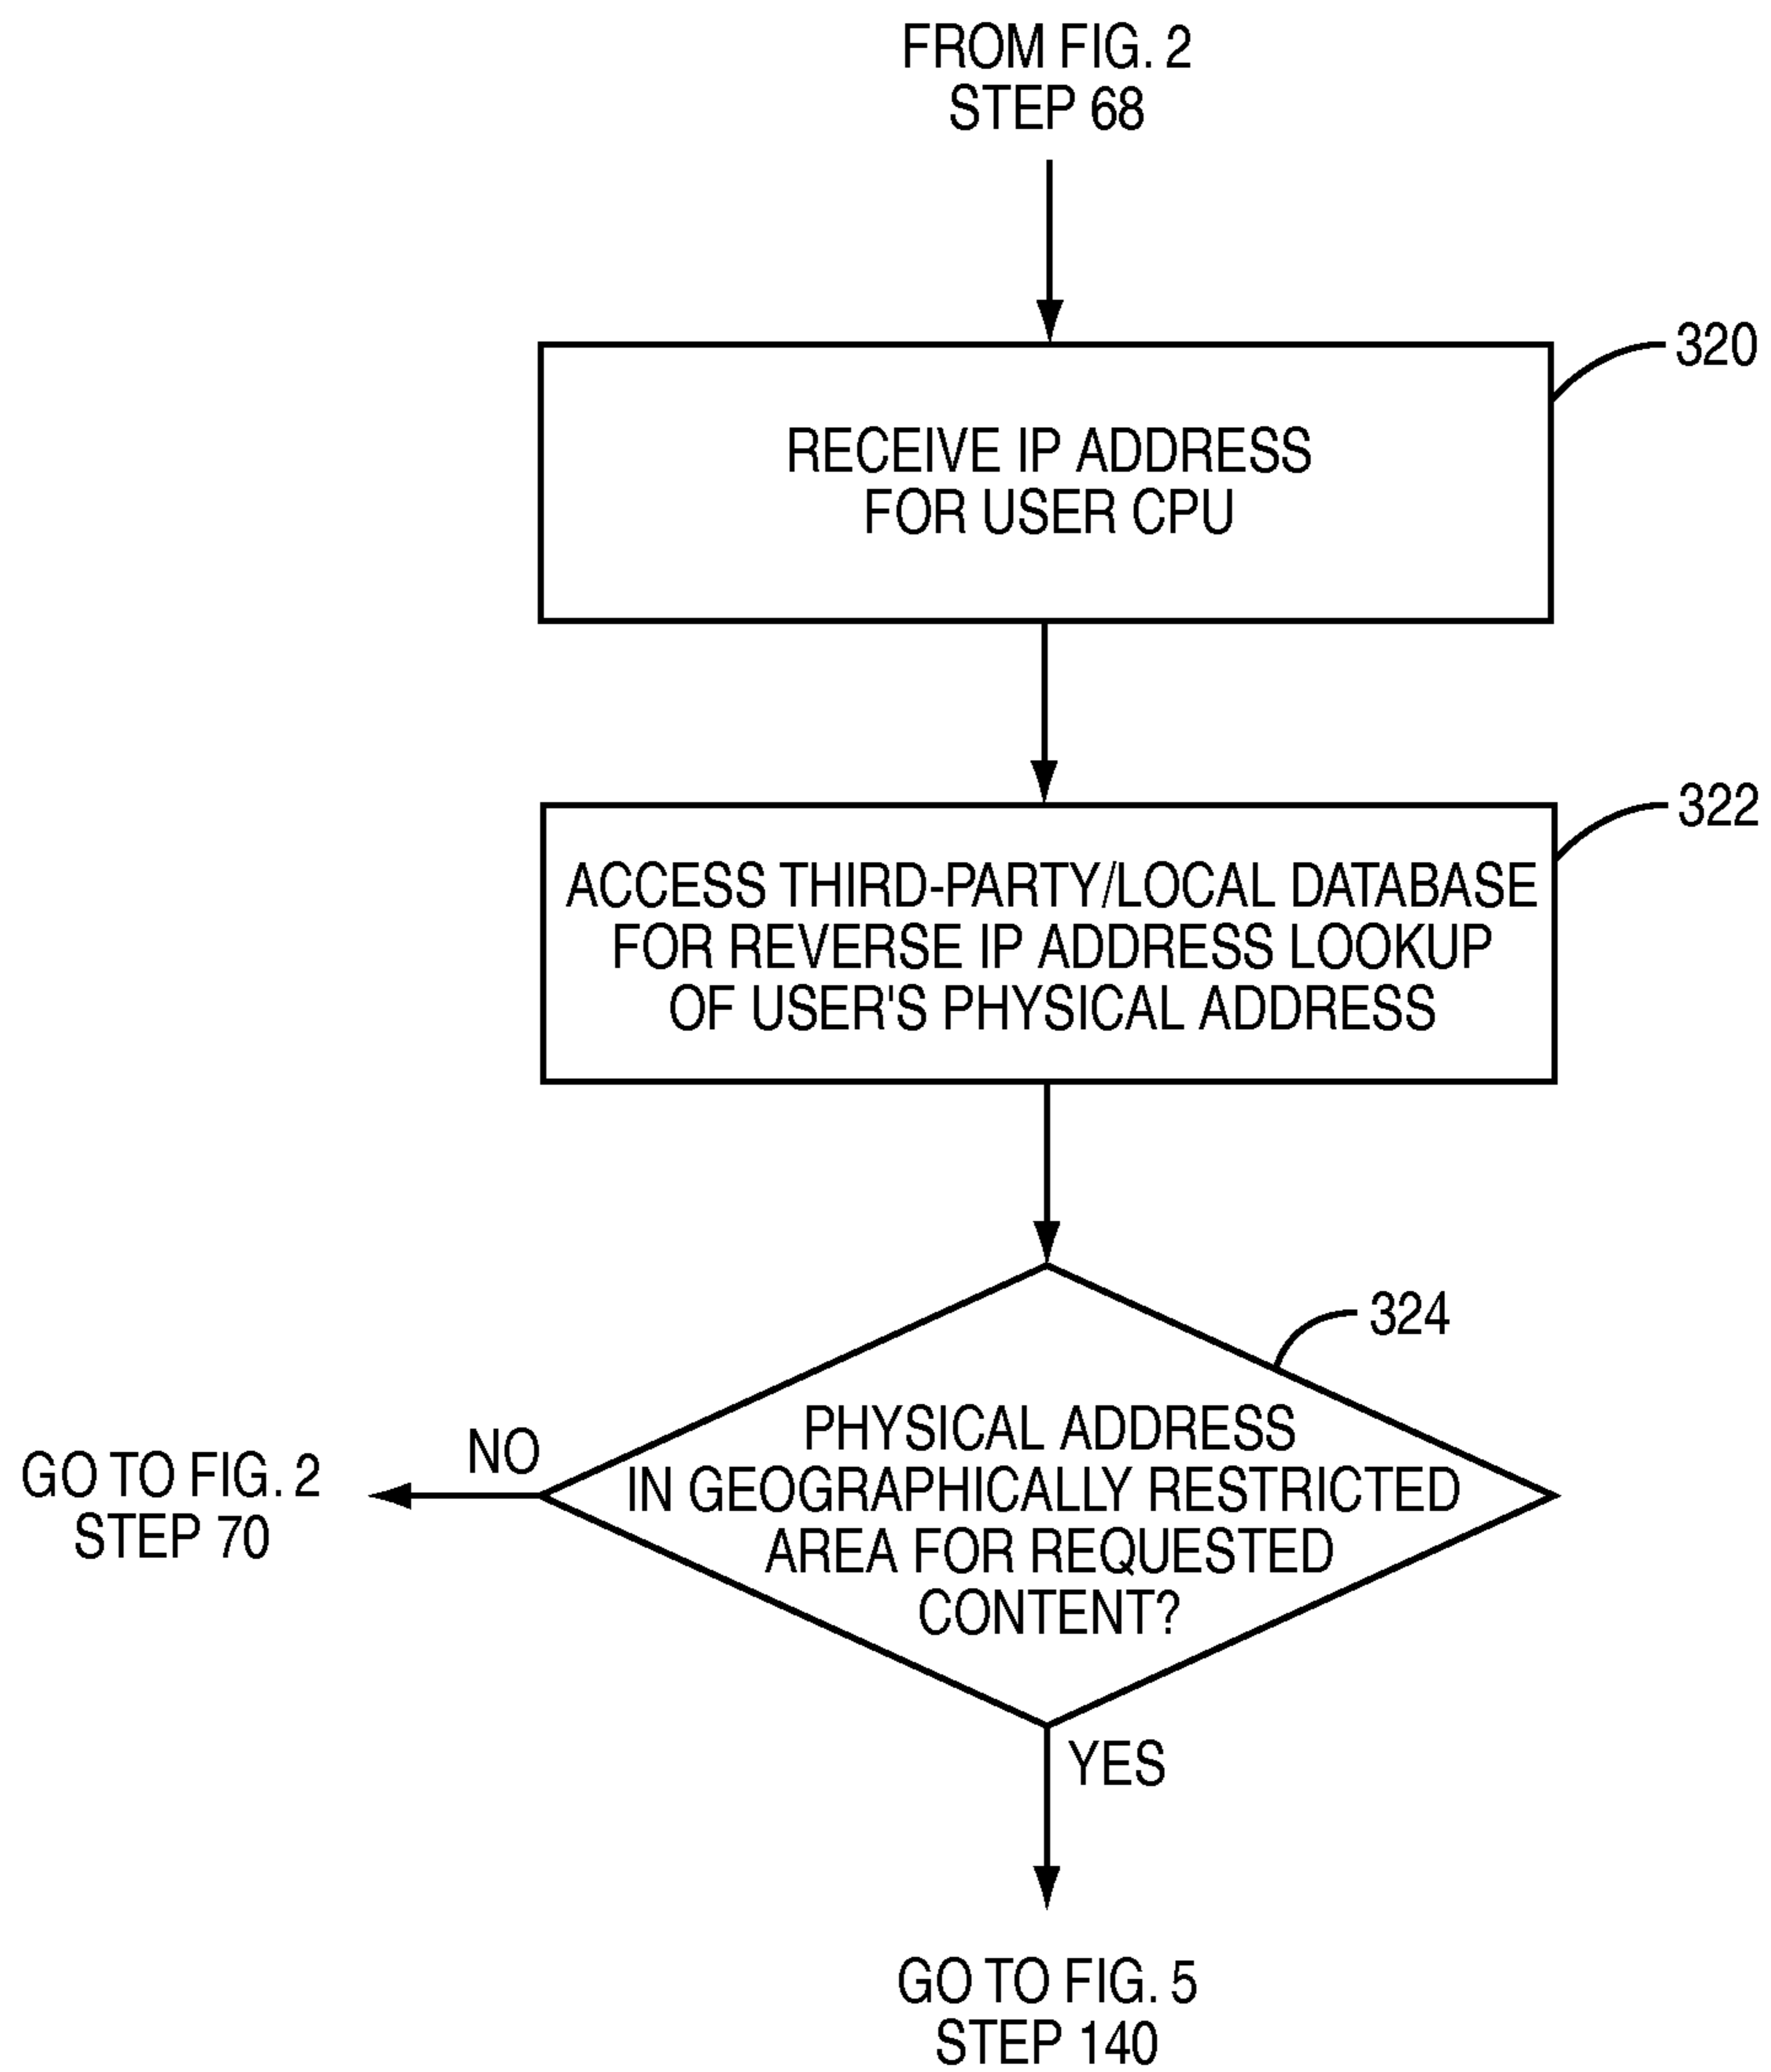 FROM FIG. 2
STEP 68
320
RECEIVE IP ADDRESS
FOR USER CPU
322
ACCESS THIRD-PARTY/LOCAL DATABASE
FOR REVERSE IP ADDRESS LOOKUP
OF USER'S PHYSICAL ADDRESS
324
PHYSICAL ADDRESS
IN GEOGRAPHICALLY RESTRICTED
AREA FOR REQUESTED
CONTENT?
NO
GO TO FIG. 2
STEP 70
YES
GO TO FIG. 5
STEP 140